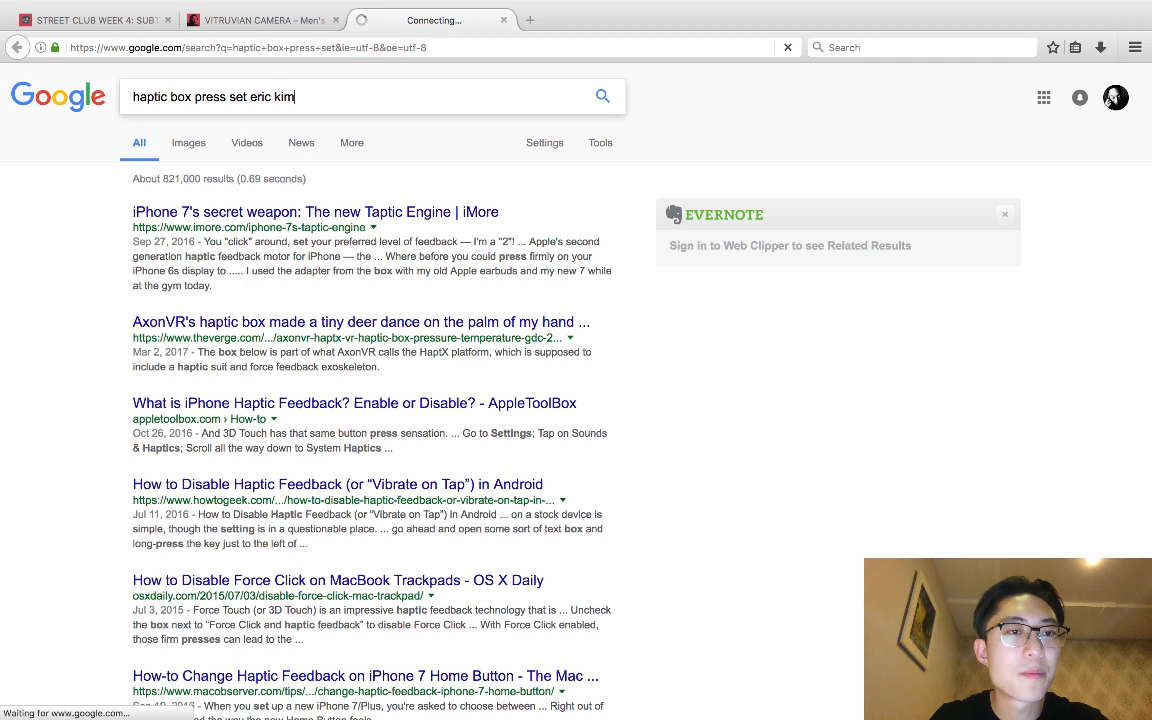 STREET CLUB WEEK 4: SUBT
VITRUVIAN CAMERA – Men's
Connecting...
https://www.google.com/search?q=haptic+box+press+set&ie=utf-8&oe=utf-8
Search
Google
haptic box press set eric kim
All Images Videos News More Settings Tools
About 821,000 results (0.69 seconds)
iPhone 7's secret weapon: The new Taptic Engine | iMore
https://www.imore.com/iphone-7s-taptic-engine
Sep 27, 2016 - You "click" around, set your preferred level of feedback — I'm a "2"! ... Apple's second
generation haptic feedback motor for iPhone — the ... Where before you could press firmly on your
iPhone 6s display to ..... I used the adapter from the box with my old Apple earbuds and my new 7 while
at the gym today.
EVERNOTE
Sign in to Web Clipper to see Related Results
AxonVR's haptic box made a tiny deer dance on the palm of my hand ...
https://www.theverge.com/.../axonvr-haptx-vr-haptic-box-pressure-temperature-gdc-2...
Mar 2, 2017 - The box below is part of what AxonVR calls the HaptX platform, which is supposed to
include a haptic suit and force feedback exoskeleton.
What is iPhone Haptic Feedback? Enable or Disable? - AppleToolBox
appletoolbox.com › How-to
Oct 26, 2016 - And 3D Touch has that same button press sensation. ... Go to Settings; Tap on Sounds
& Haptics; Scroll all the way down to System Haptics ...
How to Disable Haptic Feedback (or “Vibrate on Tap”) in Android
https://www.howtogeek.com/.../how-to-disable-haptic-feedback-or-vibrate-on-tap-in-...
Jul 11, 2016 - How to Disable Haptic Feedback (or “Vibrate on Tap”) in Android ... on a stock device is
simple, though the setting is in a questionable place. ... go ahead and open some sort of text box and
long-press the key just to the left of ...
How to Disable Force Click on MacBook Trackpads - OS X Daily
osxdaily.com/2015/07/03/disable-force-click-mac-trackpad/
Jul 3, 2015 - Force Touch (or 3D Touch) is an impressive haptic feedback technology that is ... Uncheck
the box next to “Force Click and haptic feedback” to disable Force Click ... With Force Click enabled,
those firm presses can lead to the ...
How-to Change Haptic Feedback on iPhone 7 Home Button - The Mac ...
https://www.macobserver.com/tips/.../change-haptic-feedback-iphone-7-home-button/
Sep 19, 2016 - When you set up a new iPhone 7/Plus, you're asked to choose between ... Right out of
Waiting for www.google.com...